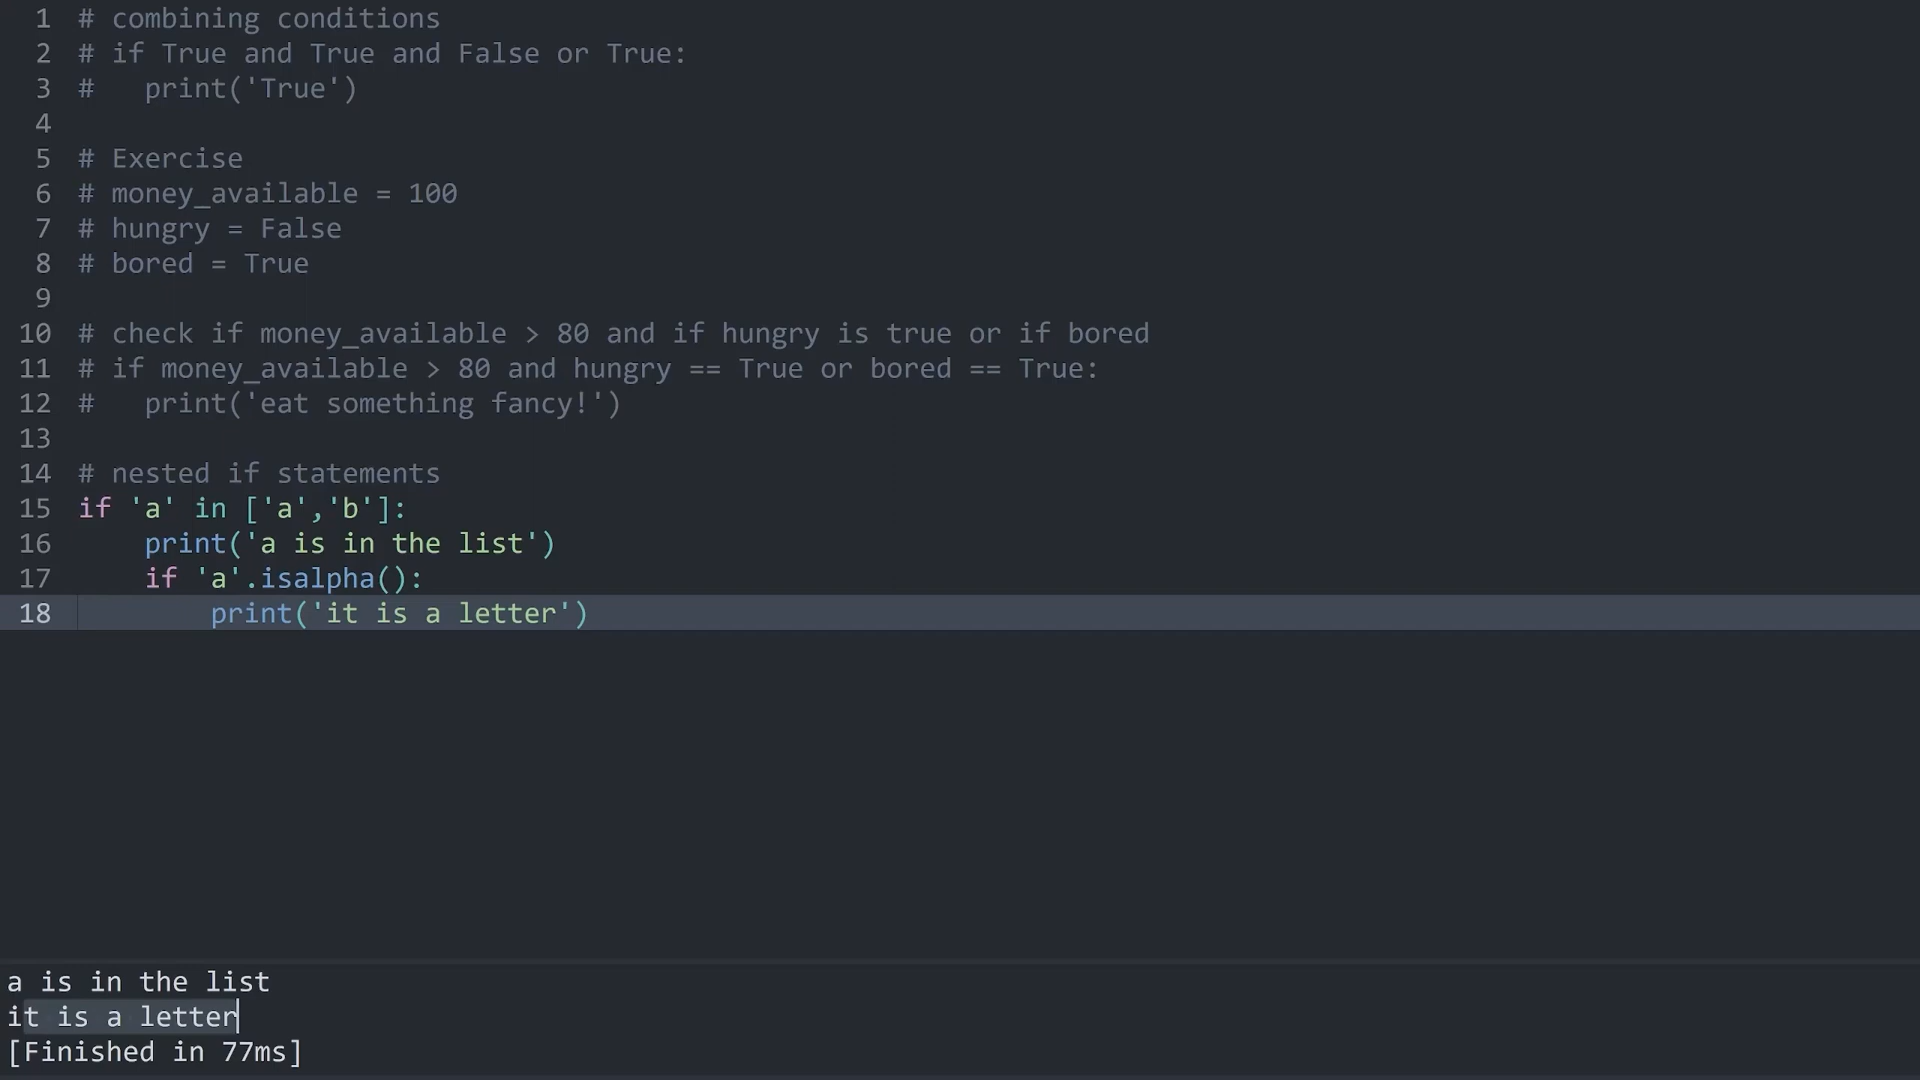 1 # combining conditions
2 # if True and True and False or True:
3 #   print('True')
4
5 # Exercise
6 # money_available = 100
7 # hungry = False
8 # bored = True
9
10 # check if money_available > 80 and if hungry is true or if bored
11 # if money_available > 80 and hungry == True or bored == True:
12 #   print('eat something fancy!')
13
14 # nested if statements
15 if 'a' in ['a','b']:
16     print('a is in the list')
17     if 'a'.isalpha():
18         print('it is a letter')
a is in the list
it is a letter
[Finished in 77ms]